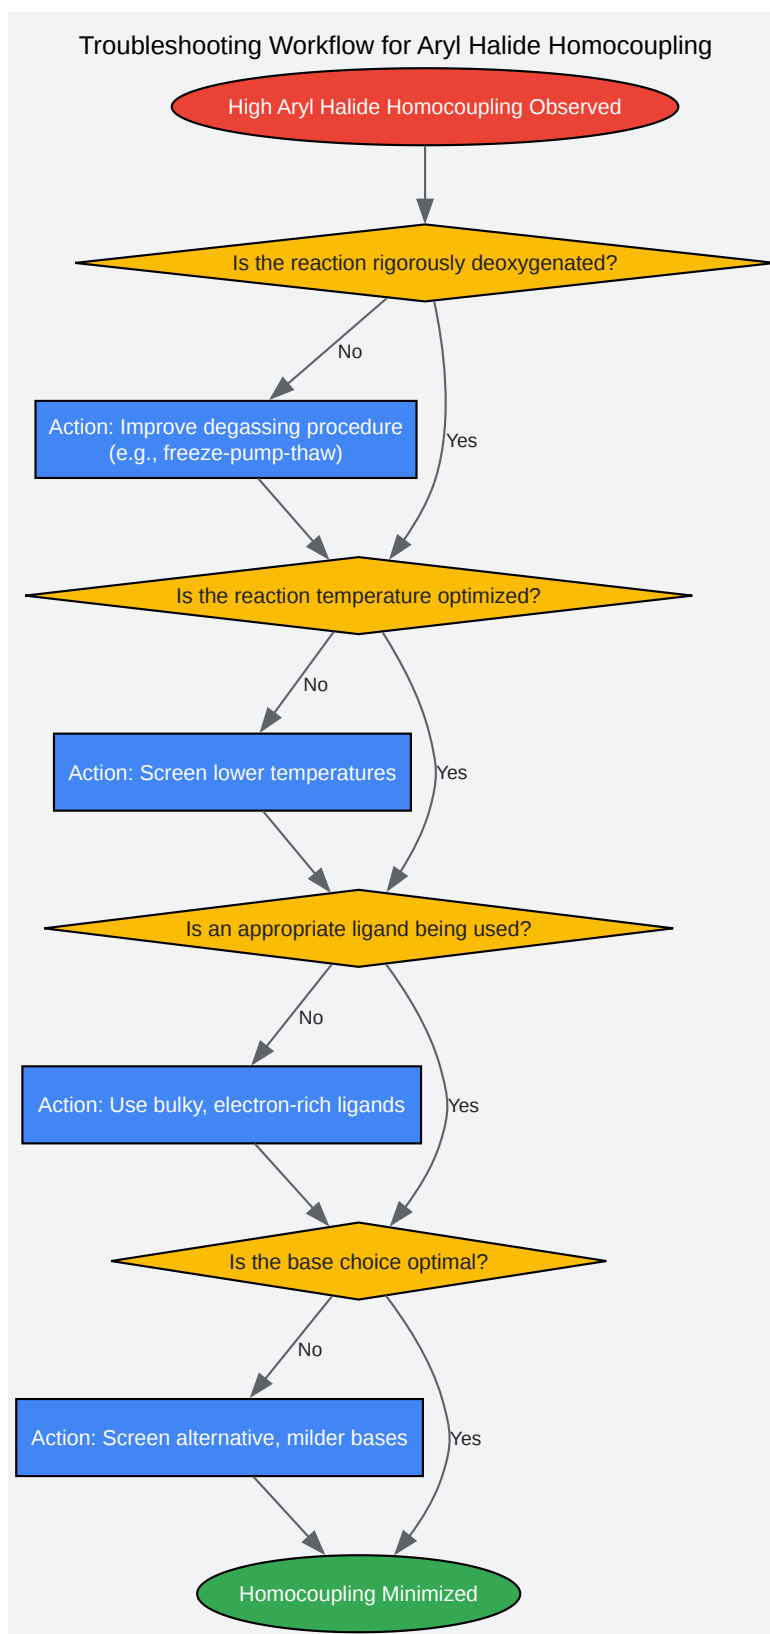 Troubleshooting Workflow for Aryl Halide Homocoupling
High Aryl Halide Homocoupling Observed
Is the reaction rigorously deoxygenated?
No
Action: Improve degassing procedure
(e.g., freeze-pump-thaw)
Yes
Is the reaction temperature optimized?
No
Action: Screen lower temperatures
Yes
Is an appropriate ligand being used?
No
Action: Use bulky, electron-rich ligands
Yes
Is the base choice optimal?
No
Action: Screen alternative, milder bases
Yes
Homocoupling Minimized